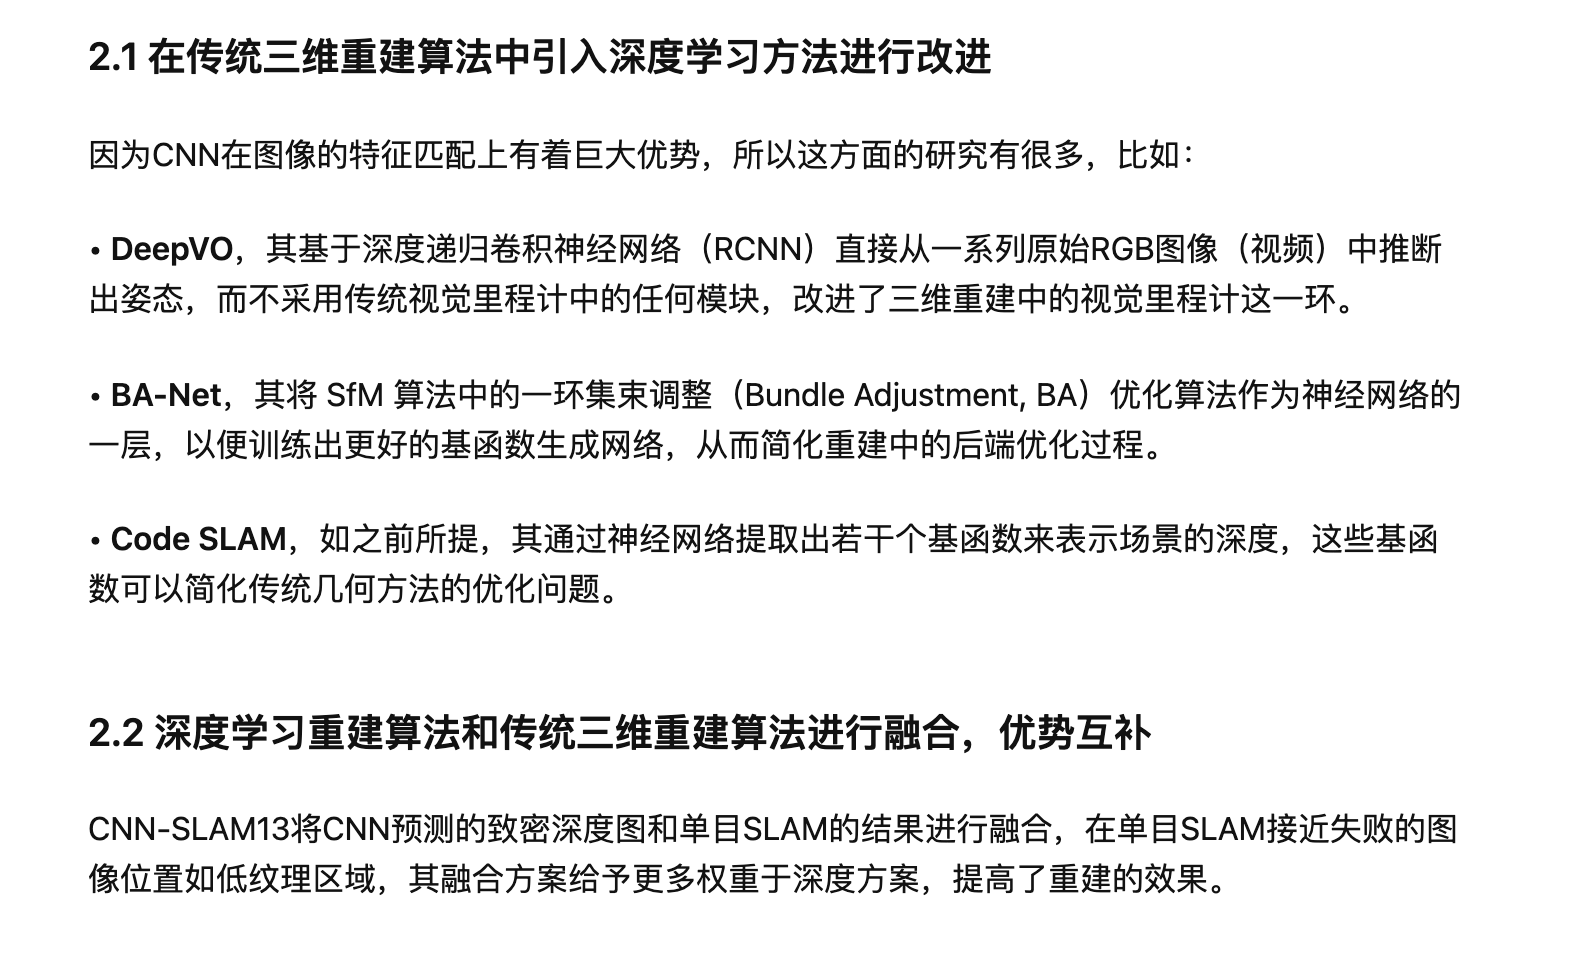 2.1 在传统三维重建算法中引入深度学习方法进行改进
因为CNN在图像的特征匹配上有着巨大优势，所以这方面的研究有很多，比如：
• DeepVO，其基于深度递归卷积神经网络（RCNN）直接从一系列原始RGB图像（视频）中推断
出姿态，而不采用传统视觉里程计中的任何模块，改进了三维重建中的视觉里程计这一环。
• BA-Net，其将 SfM 算法中的一环集束调整（Bundle Adjustment, BA）优化算法作为神经网络的
一层，以便训练出更好的基函数生成网络，从而简化重建中的后端优化过程。
• Code SLAM，如之前所提，其通过神经网络提取出若干个基函数来表示场景的深度，这些基函
数可以简化传统几何方法的优化问题。
2.2 深度学习重建算法和传统三维重建算法进行融合，优势互补
CNN-SLAM13将CNN预测的致密深度图和单目SLAM的结果进行融合，在单目SLAM接近失败的图
像位置如低纹理区域，其融合方案给予更多权重于深度方案，提高了重建的效果。